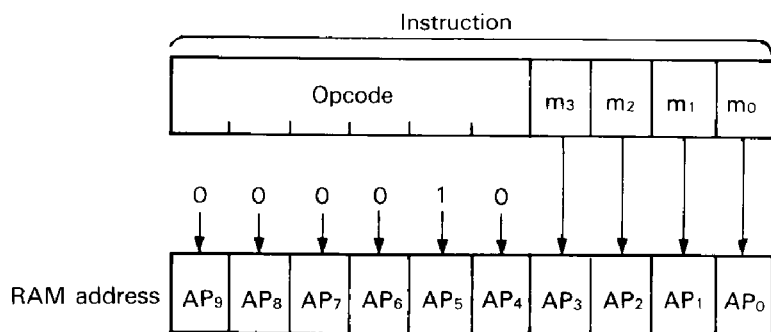 Instruction
Opcode m₃ m₂ m₁ m₀
0 0 0 0 1 0
RAM address AP₉ AP₈ AP₇ AP₆ AP₅ AP₄ AP₃ AP₂ AP₁ AP₀